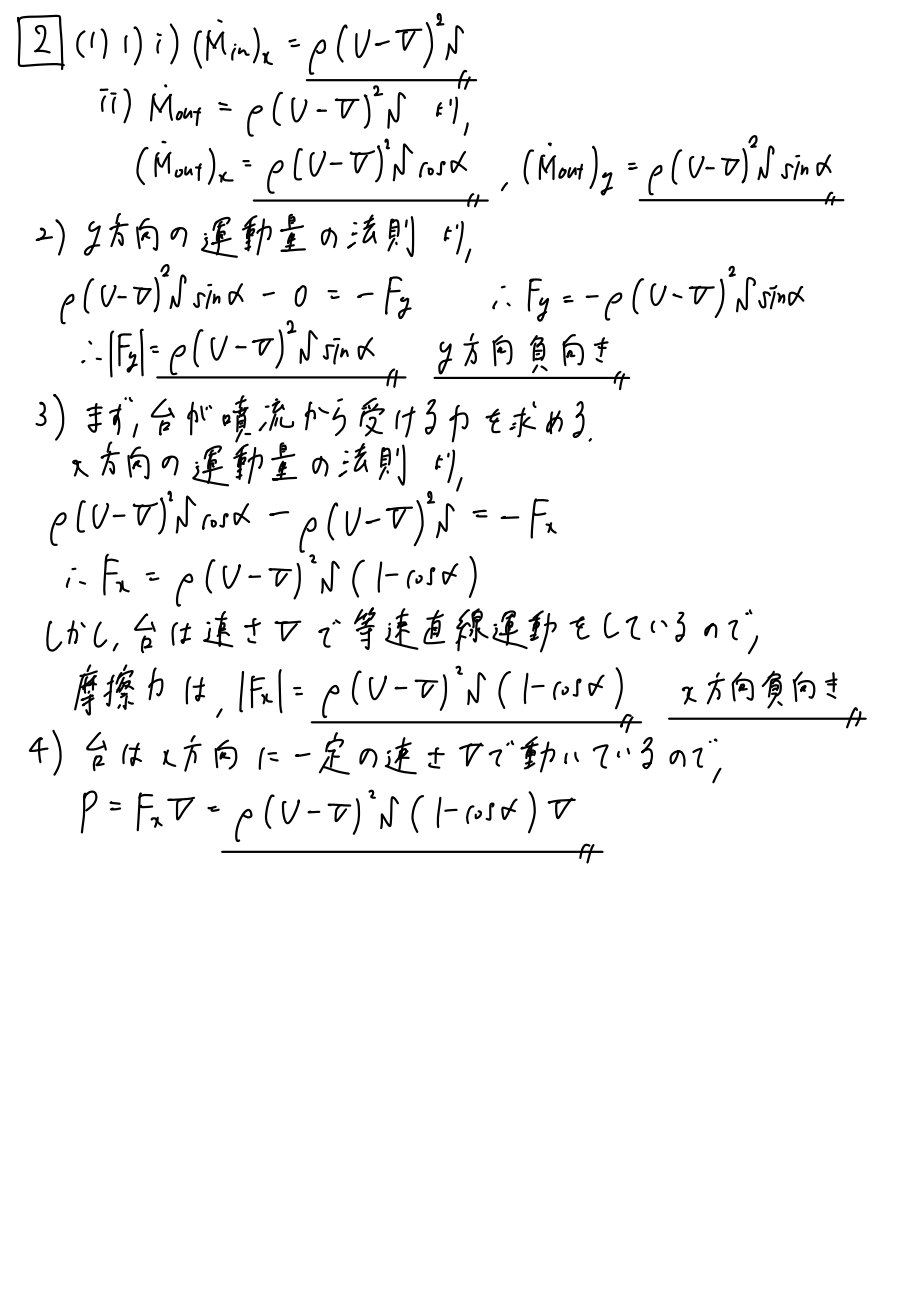 2 (1) 1) i) (Ṁin)x = ρ(U-V)²S
ii) Ṁout = ρ(U-V)²S より,
(Ṁout)x = ρ(U-V)²S cosα , (Ṁout)y = ρ(U-V)²S sinα
2) y方向の運動量の法則 より,
ρ(U-V)²S sinα - 0 = -Fy ∴ Fy = -ρ(U-V)²S sinα
∴ |Fy| = ρ(U-V)²S sinα y方向負向き
3) まず, 台が噴流から受ける力を求める.
x方向の運動量の法則 より,
ρ(U-V)²S cosα - ρ(U-V)²S = -Fx
∴ Fx = ρ(U-V)²S(1-cosα)
しかし, 台は速さVで等速直線運動をしているので,
摩擦力は, |Fx| = ρ(U-V)²S(1-cosα) x方向負向き
4) 台はx方向に一定の速さVで動いているので,
P = FxV = ρ(U-V)²S(1-cosα)V